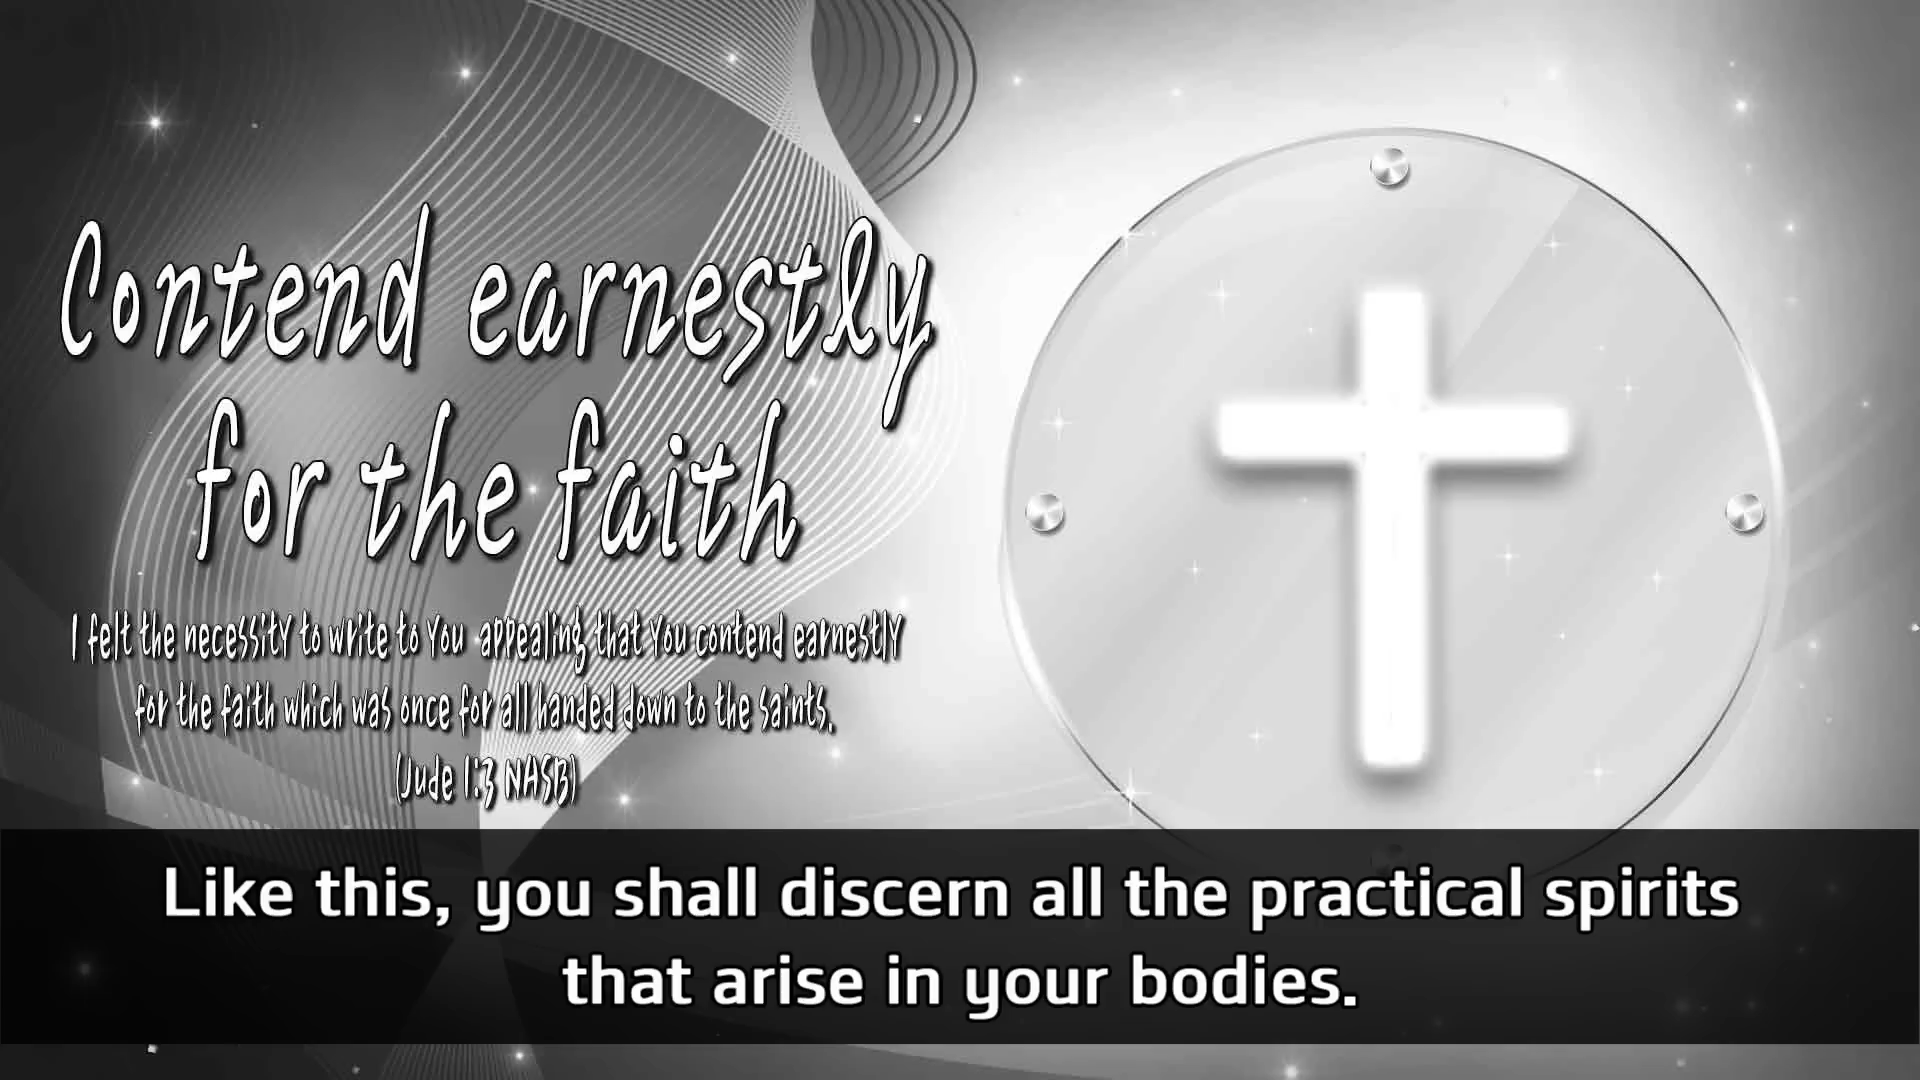 Contend earnestly
for the faith
I felt the necessity to write to you appealing that you contend earnestly
for the faith which was once for all handed down to the saints.
(Jude 1:3 NASB)
Like this, you shall discern all the practical spirits
that arise in your bodies.